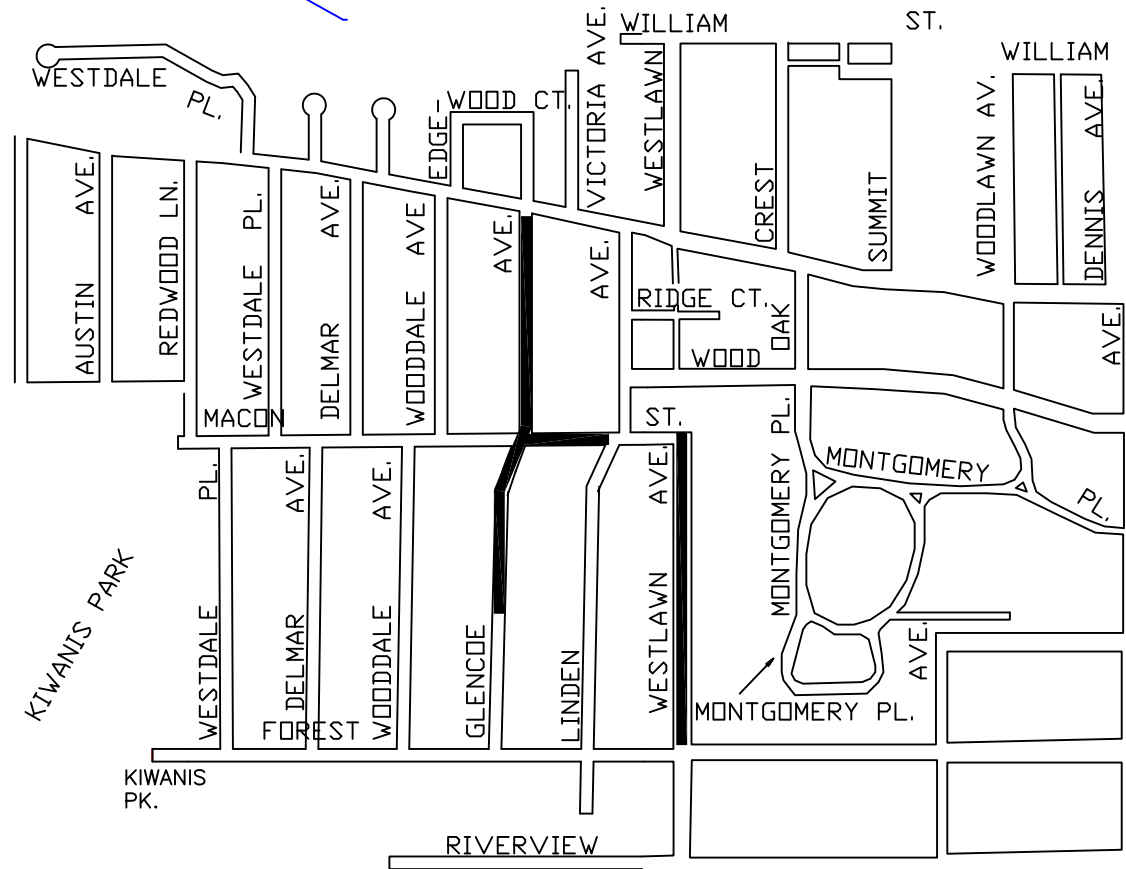 WILLIAM
ST.
WILLIAM
WESTDALE
PL.
EDGE-
WOOD CT.
VICTORIA AVE.
WESTLAWN
CREST
SUMMIT
WOODLAWN AV.
DENNIS AVE.
AUSTIN AVE.
REDWOOD LN.
WESTDALE PL.
DELMAR AVE.
WOODDALE AVE
AVE.
AVE.
RIDGE CT.
WOOD
OAK
AVE.
MACON
ST.
WESTDALE PL.
DELMAR AVE.
WOODDALE AVE.
GLENCOE
LINDEN
WESTLAWN AVE.
MONTGOMERY PL.
MONTGOMERY
PL.
AVE.
MONTGOMERY PL.
KIWANIS PARK
FOREST
KIWANIS
PK.
RIVERVIEW